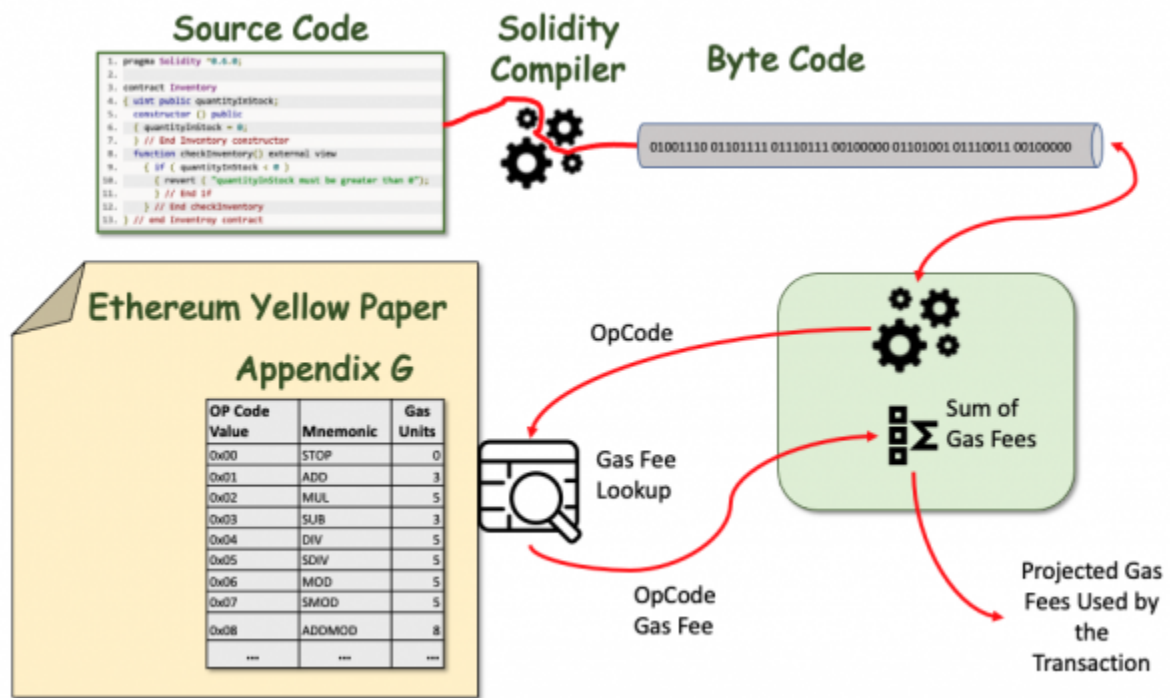 Source Code
1. pragma Solidity ^0.6.0;
2.
3. contract Inventory
4. { uint public quantityInStock;
5. constructor () public
6. { quantityInStock = 0;
7. } // End Inventory constructor
8. function checkInventory() external view
9. { if ( quantityInStock < 0 )
10. { revert ( "quantityInStock must be greater than 0");
11. } // End if
12. } // End checkInventory
13. } // end Inventroy contract
Solidity
Compiler
Byte Code
01001110 01101111 01110111 00100000 01101001 01110011 00100000
Ethereum Yellow Paper
Appendix G
OP Code Value Mnemonic Gas Units
0x00 STOP 0
0x01 ADD 3
0x02 MUL 5
0x03 SUB 3
0x04 DIV 5
0x05 SDIV 5
0x06 MOD 5
0x07 SMOD 5
0x08 ADDMOD 8
... ... ...
OpCode
Gas Fee
Lookup
OpCode
Gas Fee
Sum of
Gas Fees
Projected Gas
Fees Used by
the
Transaction